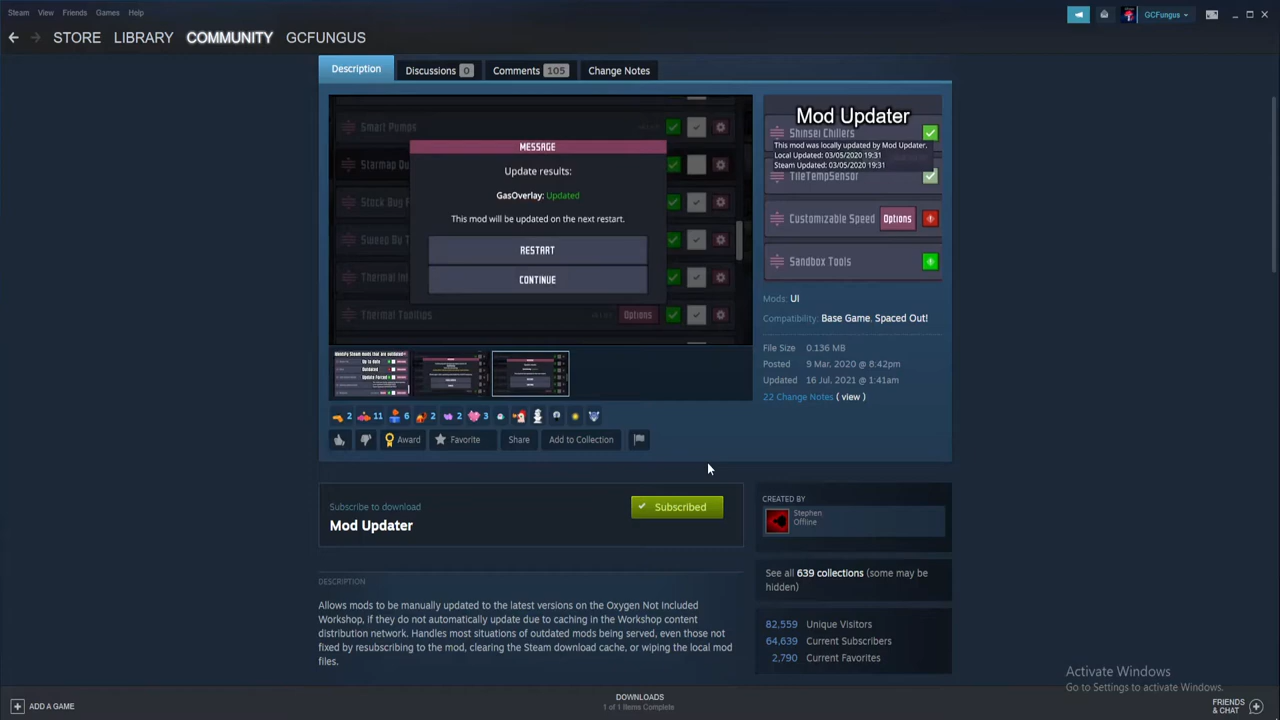 Steam View Friends Games Help
GCFungus
STORE LIBRARY COMMUNITY GCFUNGUS
Description Discussions 0 Comments 105 Change Notes
Smart Pumps
MESSAGE
Update results:
GasOverlay: Updated
This mod will be updated on the next restart.
RESTART
CONTINUE
Thermal Tooltips Options
Mod Updater
Shinsei Chillers
This mod was locally updated by Mod Updater.
Local Updated: 03/05/2020 19:31
Steam Updated: 03/05/2020 19:31
TileTempSensor
Customizable Speed Options
Sandbox Tools
Mods: UI
Compatibility: Base Game, Spaced Out!
File Size 0.136 MB
Posted 9 Mar, 2020 @ 8:42pm
Updated 16 Jul, 2021 @ 1:41am
22 Change Notes ( view )
2 11 6 2 2 3
Award Favorite Share Add to Collection
Subscribe to download
Mod Updater
Subscribed
CREATED BY
Stephen
Offline
See all 639 collections (some may be
hidden)
DESCRIPTION
Allows mods to be manually updated to the latest versions on the Oxygen Not Included
Workshop, if they do not automatically update due to caching in the Workshop content
distribution network. Handles most situations of outdated mods being served, even those not
fixed by resubscribing to the mod, clearing the Steam download cache, or wiping the local mod
files.
82,559 Unique Visitors
64,639 Current Subscribers
2,790 Current Favorites
Activate Windows
Go to Settings to activate Windows.
ADD A GAME
DOWNLOADS
1 of 1 Items Complete
FRIENDS
& CHAT